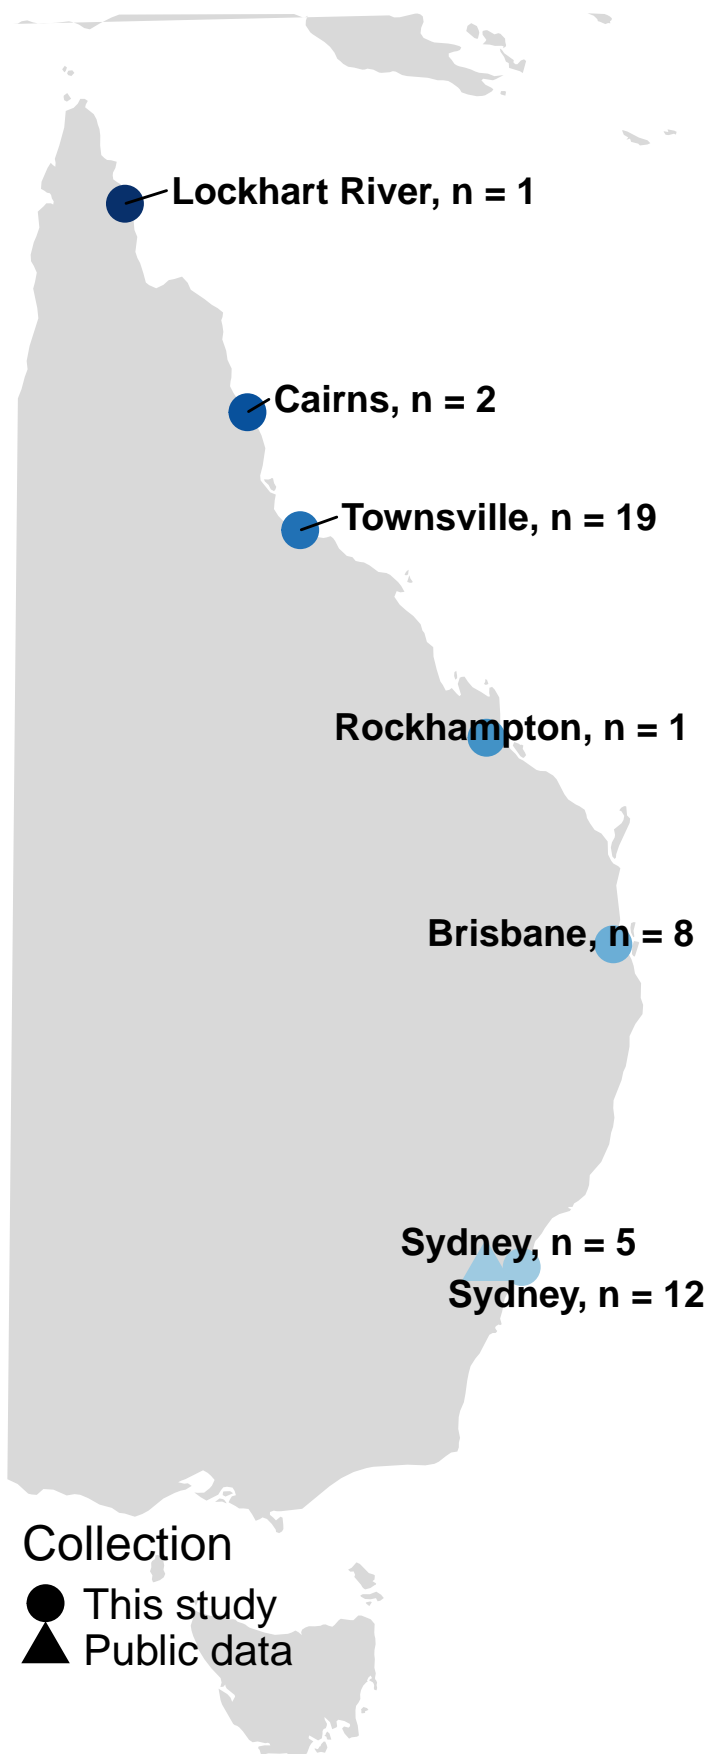 Lockhart River, n = 1
Cairns, n = 2
Townsville, n = 19
Rockhampton, n = 1
Brisbane, n = 8
Sydney, n = 5
Sydney, n = 12
Collection
This study
Public data